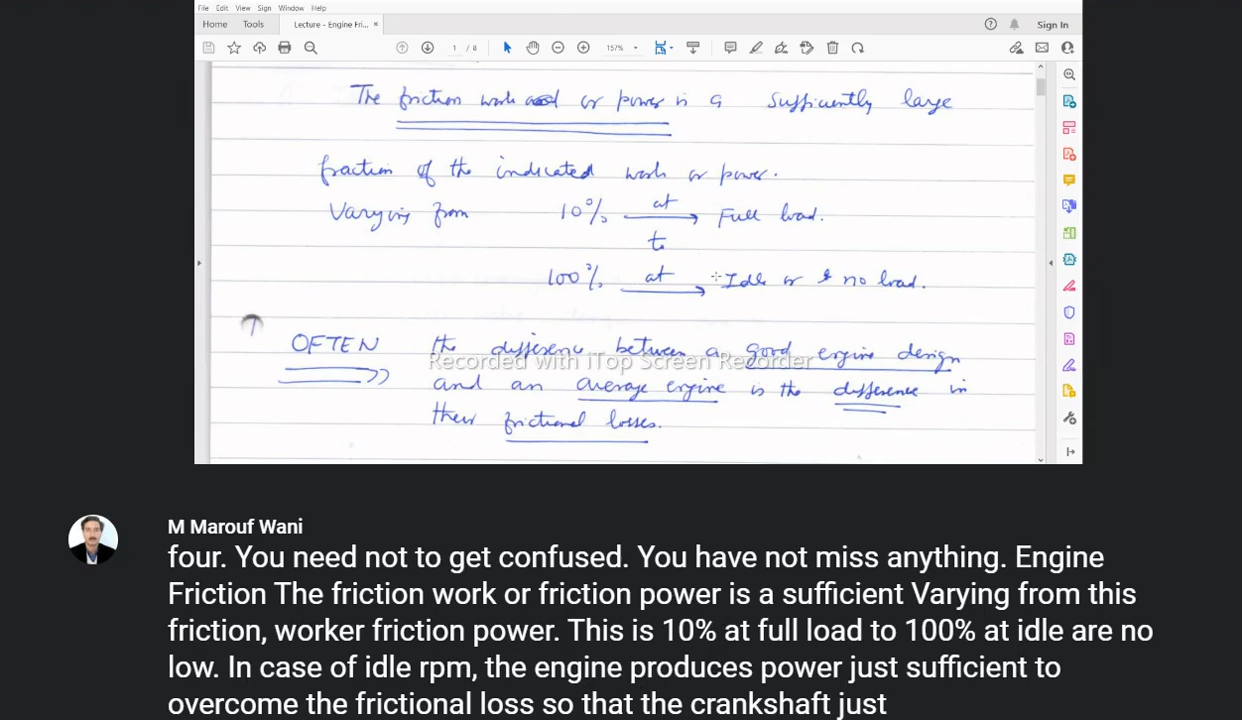 File Edit View Sign Window Help
Home Tools Lecture - Engine Fri... × Sign In
1 / 8 157%
The friction work or power is a sufficiently large
fraction of the indicated work or power.
Varying from 10% at Full load.
to
100% at Idle or no load.
1 OFTEN the difference between a good engine design
Recorded with iTop Screen Recorder
and an average engine is the difference in
their frictional losses.
M Marouf Wani
four. You need not to get confused. You have not miss anything. Engine
Friction The friction work or friction power is a sufficient Varying from this
friction, worker friction power. This is 10% at full load to 100% at idle are no
low. In case of idle rpm, the engine produces power just sufficient to
overcome the frictional loss so that the crankshaft just